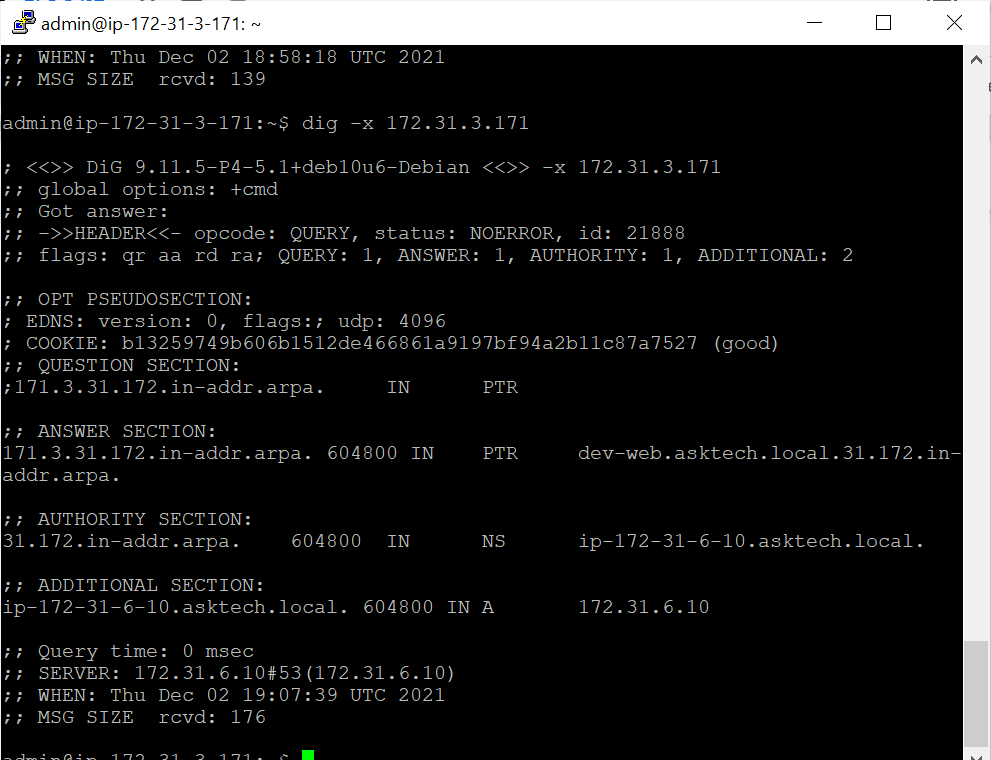 admin@ip-172-31-3-171: ~
;; WHEN: Thu Dec 02 18:58:18 UTC 2021
;; MSG SIZE  rcvd: 139
admin@ip-172-31-3-171:~$ dig -x 172.31.3.171
; <<>> DiG 9.11.5-P4-5.1+deb10u6-Debian <<>> -x 172.31.3.171
;; global options: +cmd
;; Got answer:
;; ->>HEADER<<- opcode: QUERY, status: NOERROR, id: 21888
;; flags: qr aa rd ra; QUERY: 1, ANSWER: 1, AUTHORITY: 1, ADDITIONAL: 2
;; OPT PSEUDOSECTION:
; EDNS: version: 0, flags:; udp: 4096
; COOKIE: b13259749b606b1512de466861a9197bf94a2b11c87a7527 (good)
;; QUESTION SECTION:
;171.3.31.172.in-addr.arpa.     IN      PTR
;; ANSWER SECTION:
171.3.31.172.in-addr.arpa. 604800 IN    PTR     dev-web.asktech.local.31.172.in-
addr.arpa.
;; AUTHORITY SECTION:
31.172.in-addr.arpa.    604800  IN      NS      ip-172-31-6-10.asktech.local.
;; ADDITIONAL SECTION:
ip-172-31-6-10.asktech.local. 604800 IN A       172.31.6.10
;; Query time: 0 msec
;; SERVER: 172.31.6.10#53(172.31.6.10)
;; WHEN: Thu Dec 02 19:07:39 UTC 2021
;; MSG SIZE  rcvd: 176
admin@ip-172-31-3-171:~$